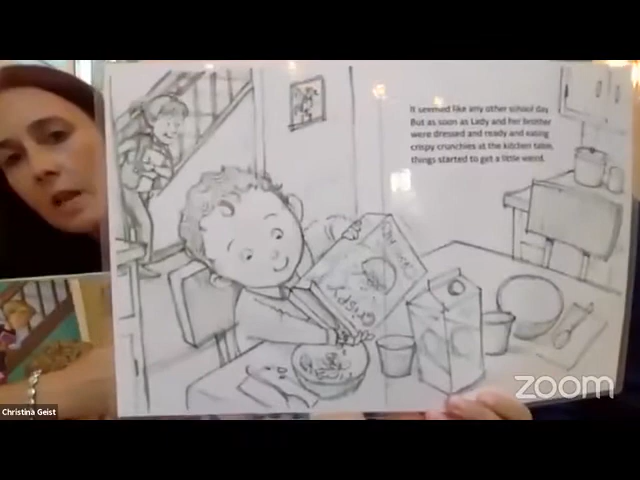 It seemed like any other school day.
But as soon as Lady and her brother
were dressed and ready and eating
crispy crunchies at the kitchen table,
things started to get a little weird.
CRISPY
zoom
Christina Geist